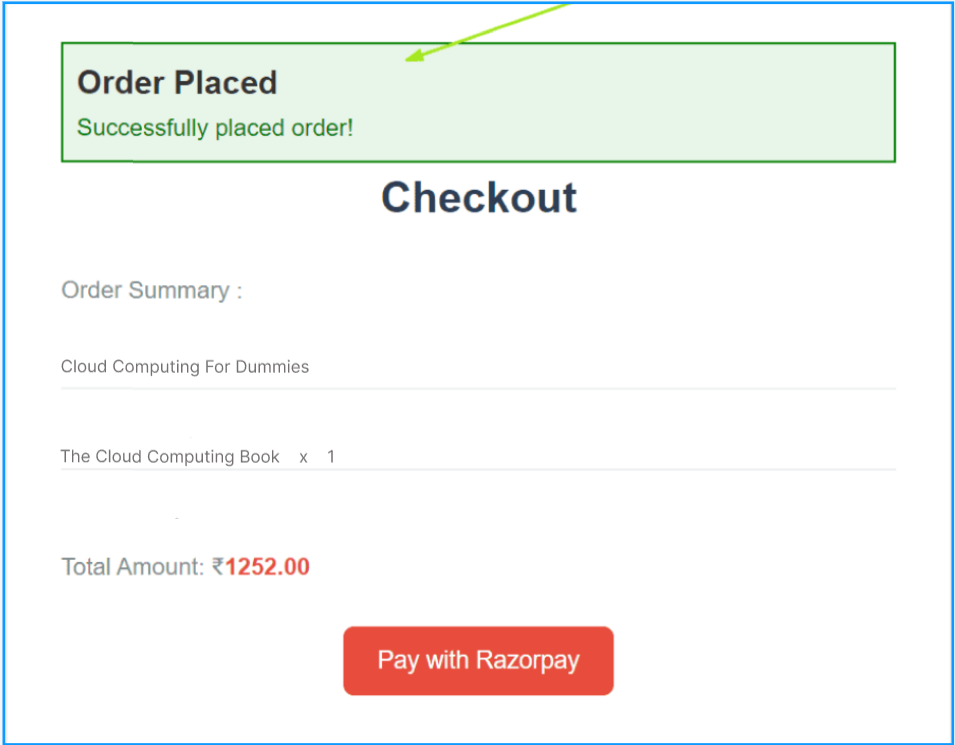 Order Placed
Successfully placed order!
Checkout
Order Summary :
Cloud Computing For Dummies
The Cloud Computing Book x 1
Total Amount: ₹1252.00
Pay with Razorpay